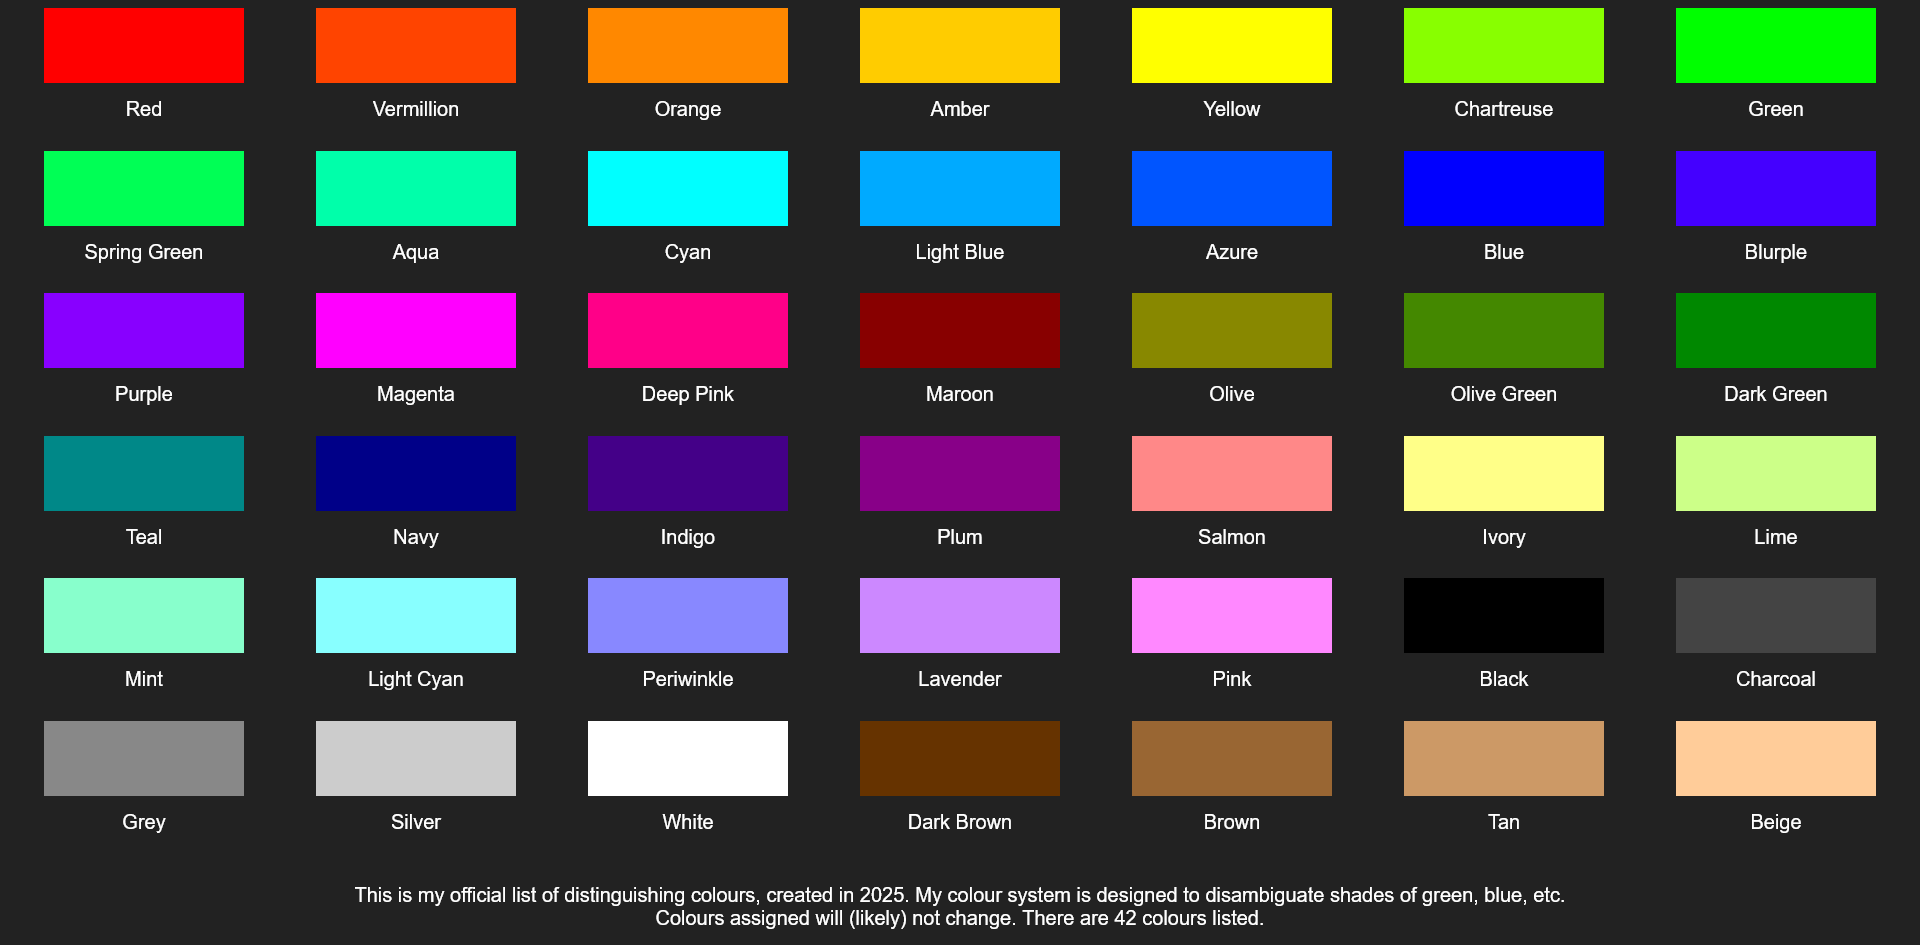 Red
Vermillion
Orange
Amber
Yellow
Chartreuse
Green
Spring Green
Aqua
Cyan
Light Blue
Azure
Blue
Blurple
Purple
Magenta
Deep Pink
Maroon
Olive
Olive Green
Dark Green
Teal
Navy
Indigo
Plum
Salmon
Ivory
Lime
Mint
Light Cyan
Periwinkle
Lavender
Pink
Black
Charcoal
Grey
Silver
White
Dark Brown
Brown
Tan
Beige
This is my official list of distinguishing colours, created in 2025. My colour system is designed to disambiguate shades of green, blue, etc.
Colours assigned will (likely) not change. There are 42 colours listed.